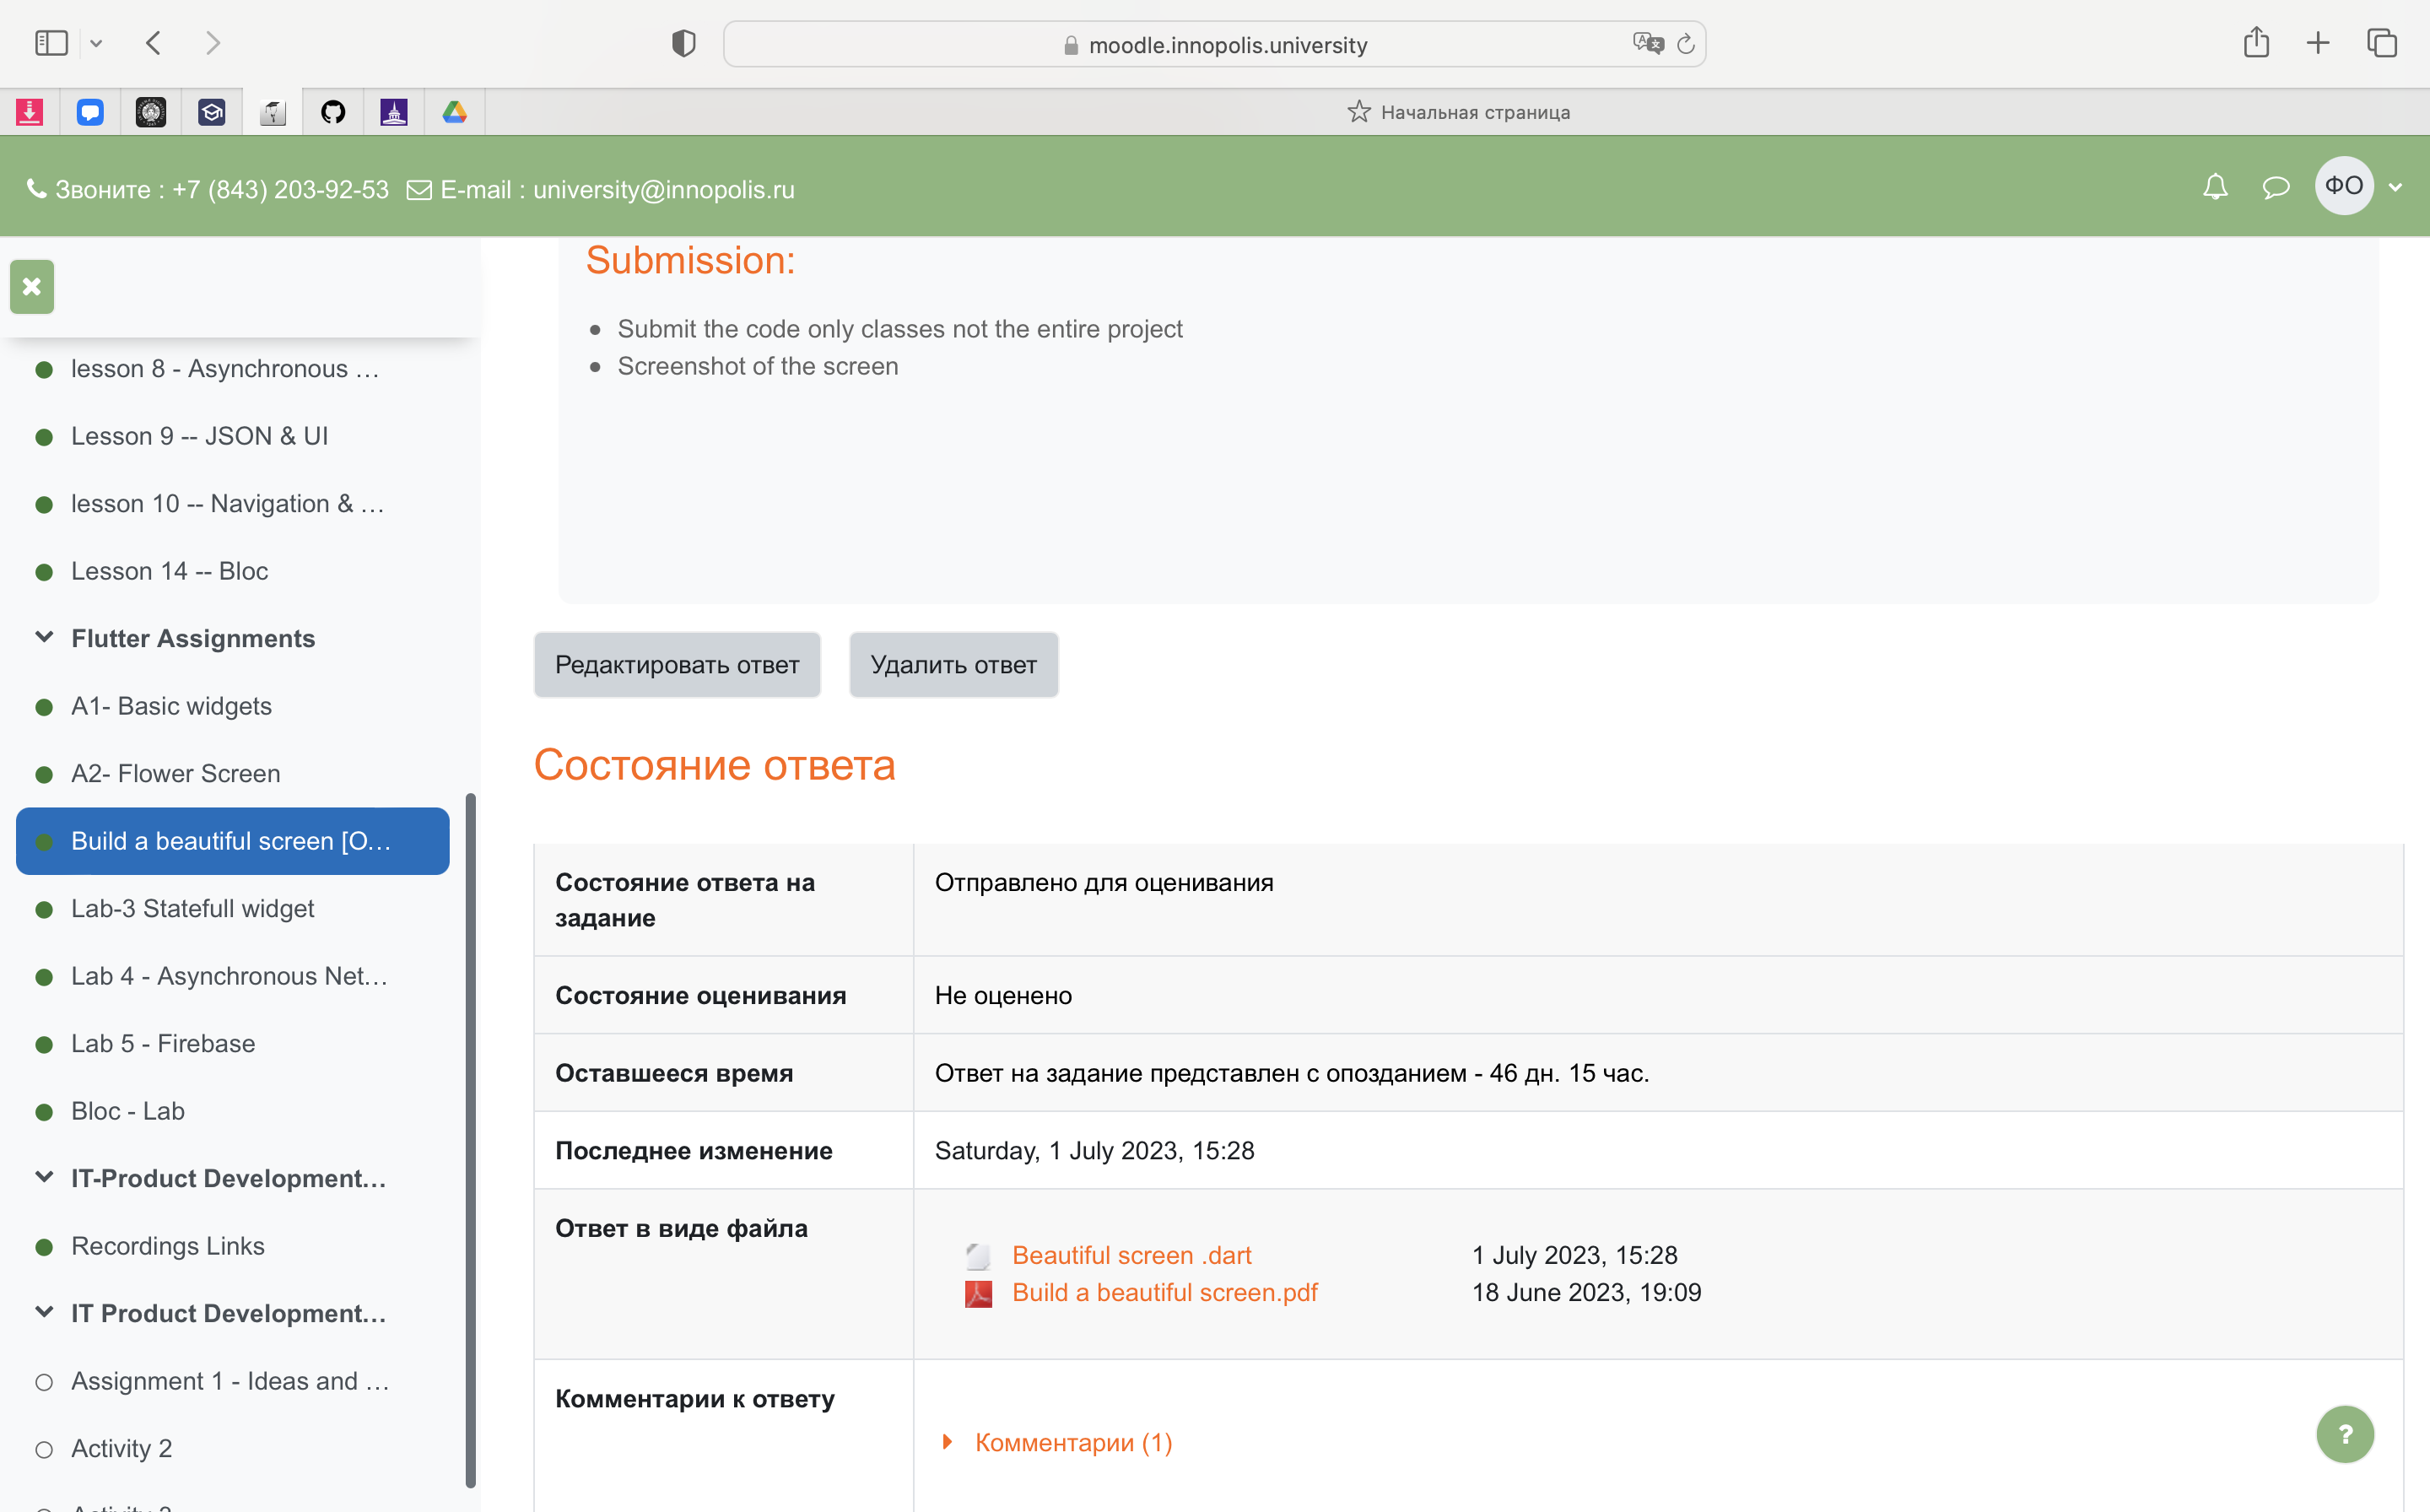 moodle.innopolis.university
Начальная страница
Звоните : +7 (843) 203-92-53 E-mail : university@innopolis.ru
ФО
lesson 8 - Asynchronous ...
Lesson 9 -- JSON & UI
lesson 10 -- Navigation & ...
Lesson 14 -- Bloc
Flutter Assignments
A1- Basic widgets
A2- Flower Screen
Build a beautiful screen [O...
Lab-3 Statefull widget
Lab 4 - Asynchronous Net...
Lab 5 - Firebase
Bloc - Lab
IT-Product Development...
Recordings Links
IT Product Development...
Assignment 1 - Ideas and ...
Activity 2
Submission:
Submit the code only classes not the entire project
Screenshot of the screen
Редактировать ответ
Удалить ответ
Состояние ответа
Состояние ответа на
задание
Отправлено для оценивания
Состояние оценивания
Не оценено
Оставшееся время
Ответ на задание представлен с опозданием - 46 дн. 15 час.
Последнее изменение
Saturday, 1 July 2023, 15:28
Ответ в виде файла
Beautiful screen .dart 1 July 2023, 15:28
Build a beautiful screen.pdf 18 June 2023, 19:09
Комментарии к ответу
Комментарии (1)
?